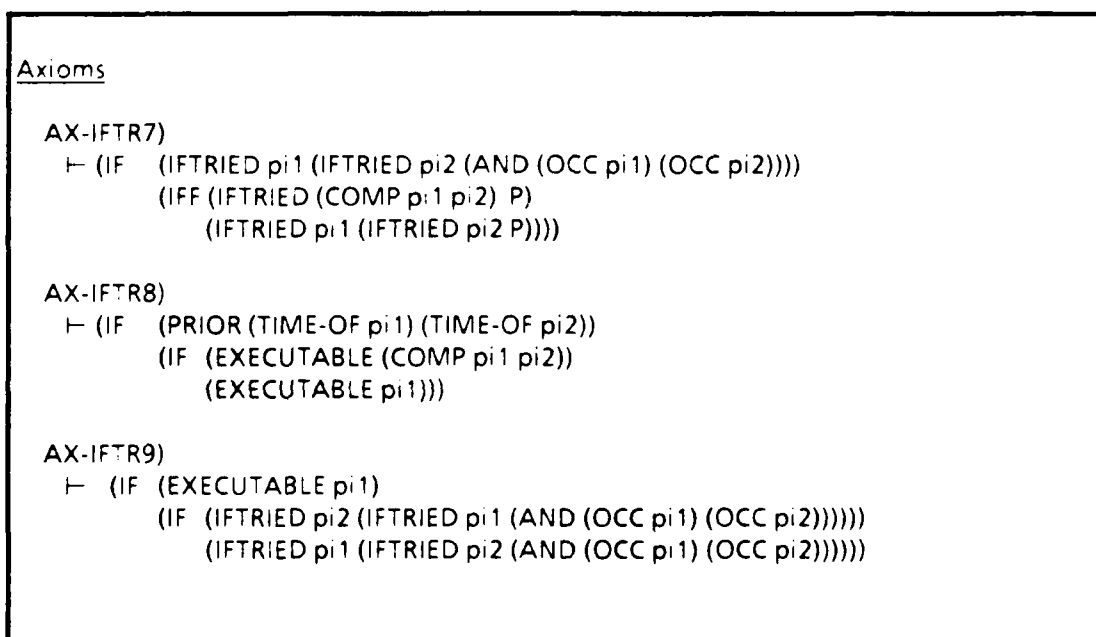 Axioms
AX-IFTR7)
⊢ (IF (IFTRIED pi1 (IFTRIED pi2 (AND (OCC pi1) (OCC pi2))))
(IFF (IFTRIED (COMP pi1 pi2) P)
(IFTRIED pi1 (IFTRIED pi2 P))))
AX-IFTR8)
⊢ (IF (PRIOR (TIME-OF pi1) (TIME-OF pi2))
(IF (EXECUTABLE (COMP pi1 pi2))
(EXECUTABLE pi1)))
AX-IFTR9)
⊢ (IF (EXECUTABLE pi1)
(IF (IFTRIED pi2 (IFTRIED pi1 (AND (OCC pi1) (OCC pi2))))))
(IFTRIED pi1 (IFTRIED pi2 (AND (OCC pi1) (OCC pi2))))))